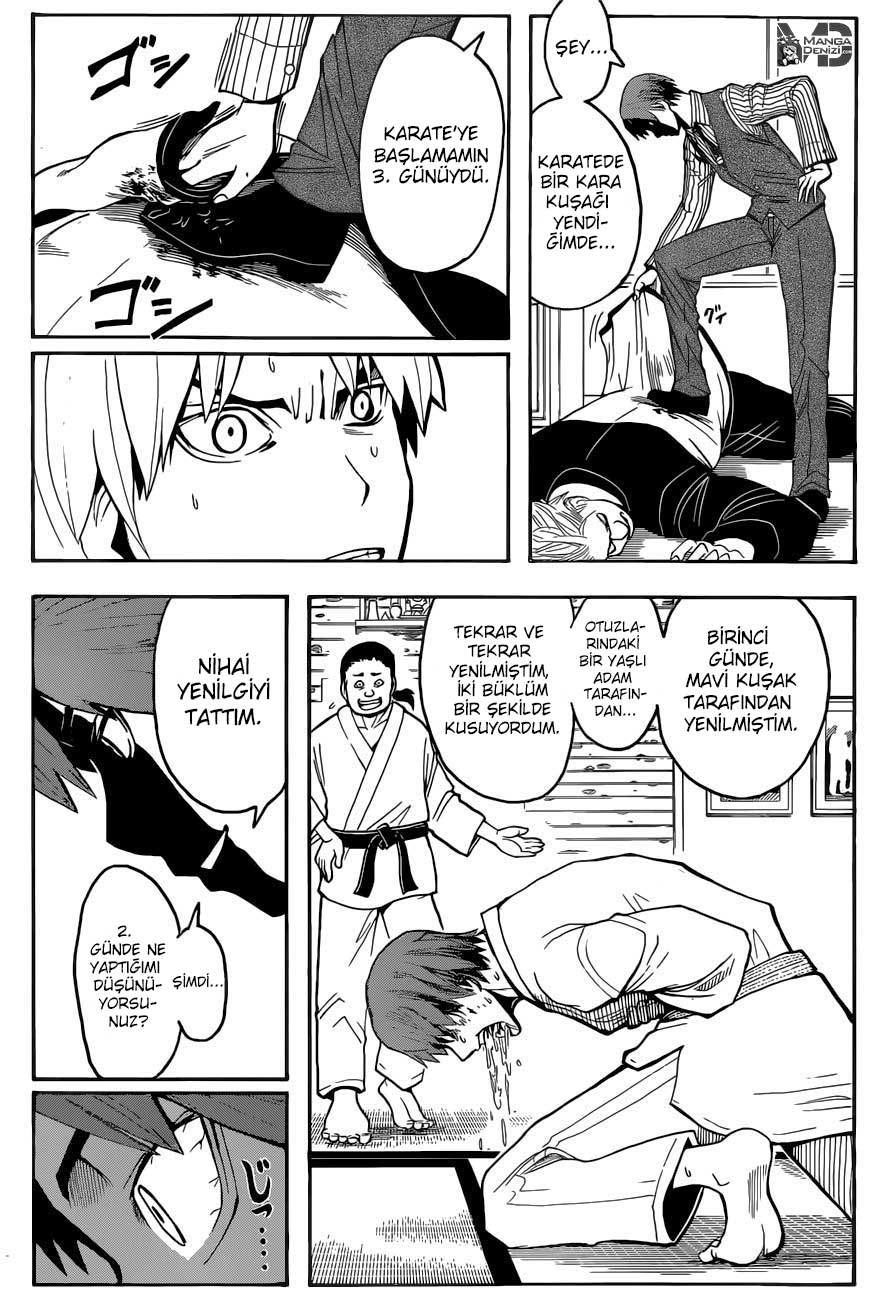 MANGA
DENİZİ.com
ŞEY...
KARATEDE
BİR KARA
KUŞAĞI
YENDİ-
ĞİMDE...
グイ
KARATE'YE
BAŞLAMAMIN
3. GÜNÜYDÜ.
ゴシ
ゴシ
BİRİNCİ
GÜNDE,
MAVİ KUŞAK
TARAFINDAN
YENİLMİŞTİM.
OTUZLA-
RINDAKİ
BİR YAŞLI
ADAM
TARAFIN-
DAN...
TEKRAR VE
TEKRAR
YENİLMİŞTİM,
İKİ BÜKLÜM
BİR ŞEKİLDE
KUSUYORDUM.
NİHAİ
YENİLGİYİ
TATTIM.
ŞİMDİ...
2.
GÜNDE NE
YAPTIĞIMI
DÜŞÜNÜ-
YORSU-
NUZ?
じっ....